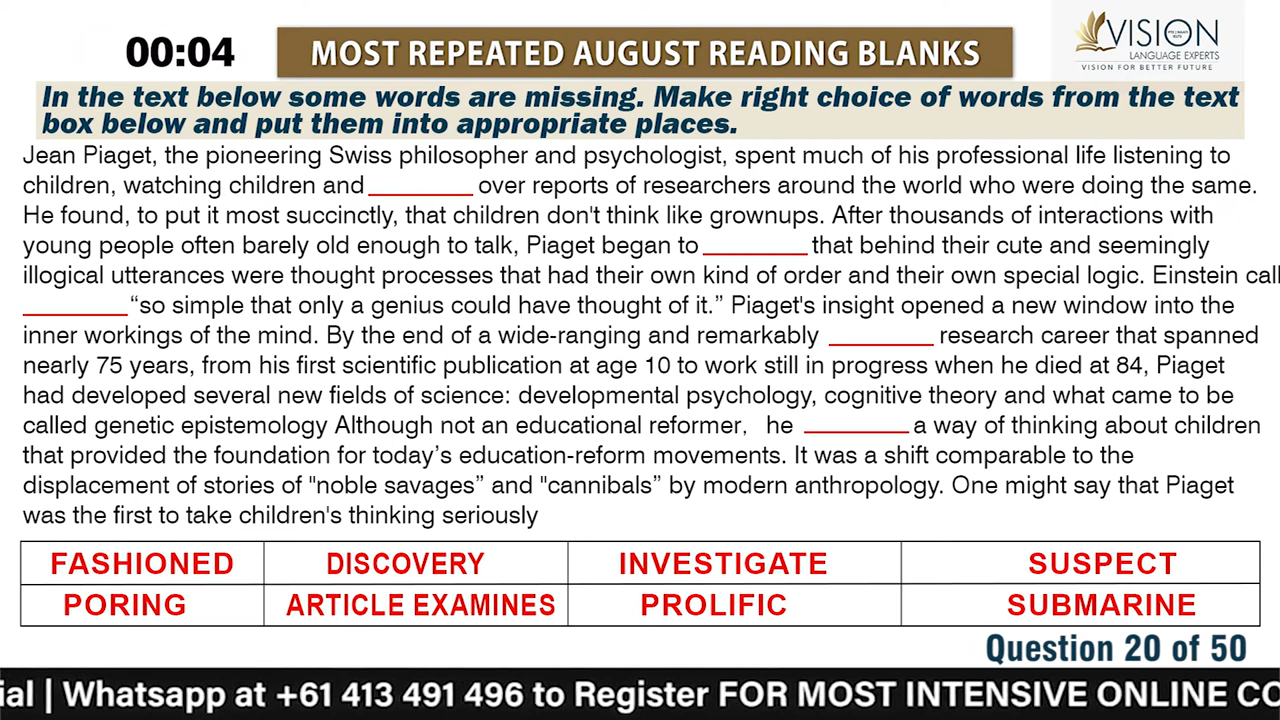 00:04
MOST REPEATED AUGUST READING BLANKS
VISION
LANGUAGE EXPERTS
VISION FOR BETTER FUTURE
In the text below some words are missing. Make right choice of words from the text
box below and put them into appropriate places.
Jean Piaget, the pioneering Swiss philosopher and psychologist, spent much of his professional life listening to
children, watching children and ________ over reports of researchers around the world who were doing the same.
He found, to put it most succinctly, that children don't think like grownups. After thousands of interactions with
young people often barely old enough to talk, Piaget began to ________ that behind their cute and seemingly
illogical utterances were thought processes that had their own kind of order and their own special logic. Einstein call
________ “so simple that only a genius could have thought of it.” Piaget's insight opened a new window into the
inner workings of the mind. By the end of a wide-ranging and remarkably ________ research career that spanned
nearly 75 years, from his first scientific publication at age 10 to work still in progress when he died at 84, Piaget
had developed several new fields of science: developmental psychology, cognitive theory and what came to be
called genetic epistemology Although not an educational reformer, he ________ a way of thinking about children
that provided the foundation for today’s education-reform movements. It was a shift comparable to the
displacement of stories of "noble savages” and "cannibals” by modern anthropology. One might say that Piaget
was the first to take children's thinking seriously
FASHIONED DISCOVERY INVESTIGATE SUSPECT
PORING ARTICLE EXAMINES PROLIFIC SUBMARINE
Question 20 of 50
ial | Whatsapp at +61 413 491 496 to Register FOR MOST INTENSIVE ONLINE CO